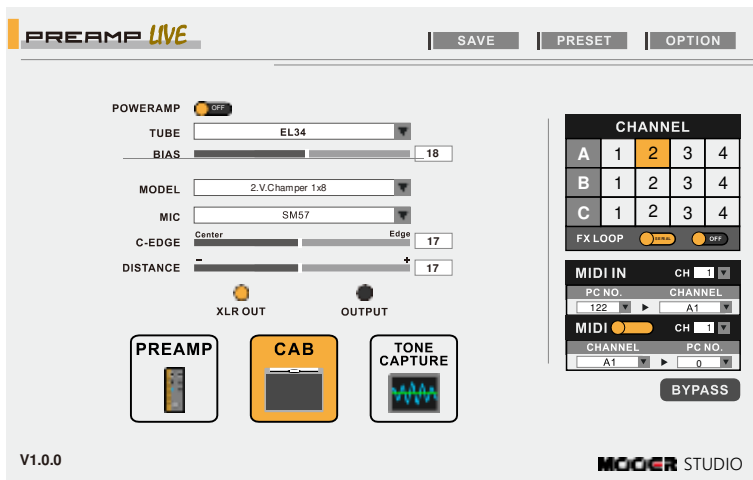 PREAMP LIVE
SAVE PRESET OPTION
POWERAMP OFF
TUBE EL34
BIAS 18
MODEL 2.V.Champer 1x8
MIC SM57
Center Edge
C-EDGE 17
- +
DISTANCE 17
XLR OUT OUTPUT
PREAMP
CAB
TONE
CAPTURE
CHANNEL
A 1 2 3 4
B 1 2 3 4
C 1 2 3 4
FX LOOP SERIAL OFF
MIDI IN CH 1
PC NO. CHANNEL
122 A1
MIDI CH 1
CHANNEL PC NO.
A1 0
BYPASS
V1.0.0
MOOER STUDIO